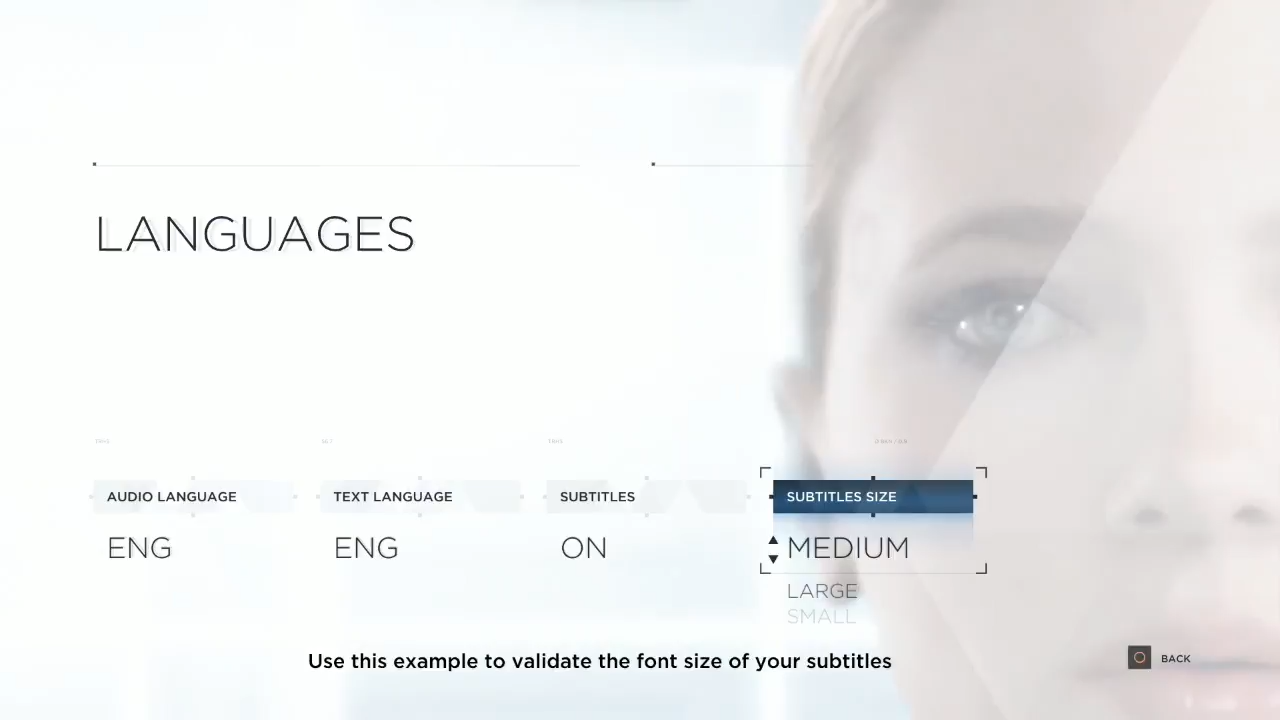 LANGUAGES
AUDIO LANGUAGE
TEXT LANGUAGE
SUBTITLES
SUBTITLES SIZE
ENG
ENG
ON
MEDIUM
LARGE
SMALL
Use this example to validate the font size of your subtitles
BACK